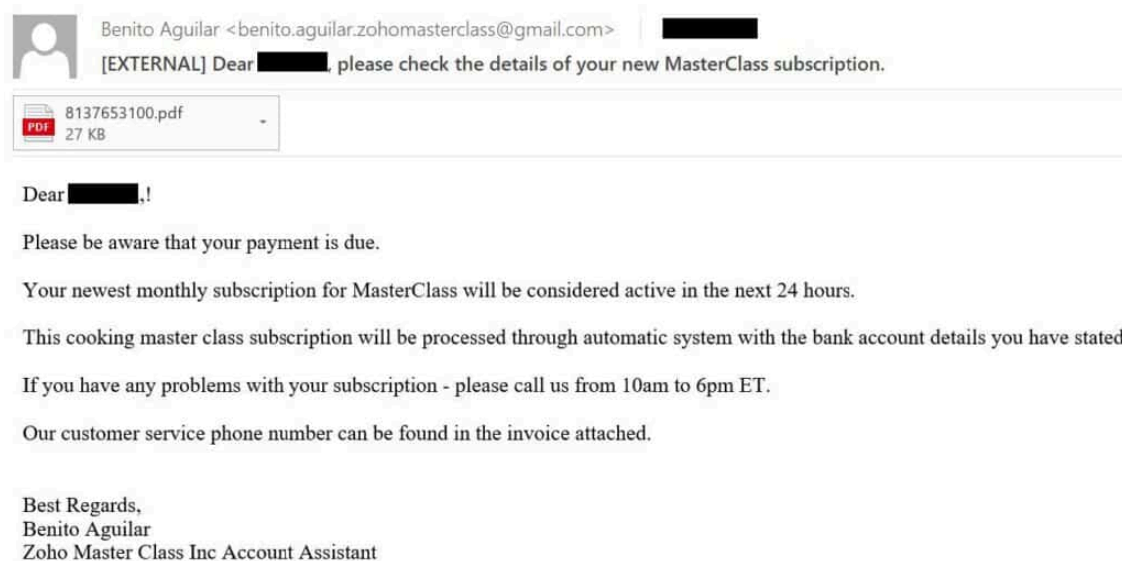 Benito Aguilar <benito.aguilar.zohomasterclass@gmail.com>
[EXTERNAL] Dear , please check the details of your new MasterClass subscription.
8137653100.pdf
PDF
27 KB
Dear ,!
Please be aware that your payment is due.
Your newest monthly subscription for MasterClass will be considered active in the next 24 hours.
This cooking master class subscription will be processed through automatic system with the bank account details you have stated
If you have any problems with your subscription - please call us from 10am to 6pm ET.
Our customer service phone number can be found in the invoice attached.
Best Regards,
Benito Aguilar
Zoho Master Class Inc Account Assistant